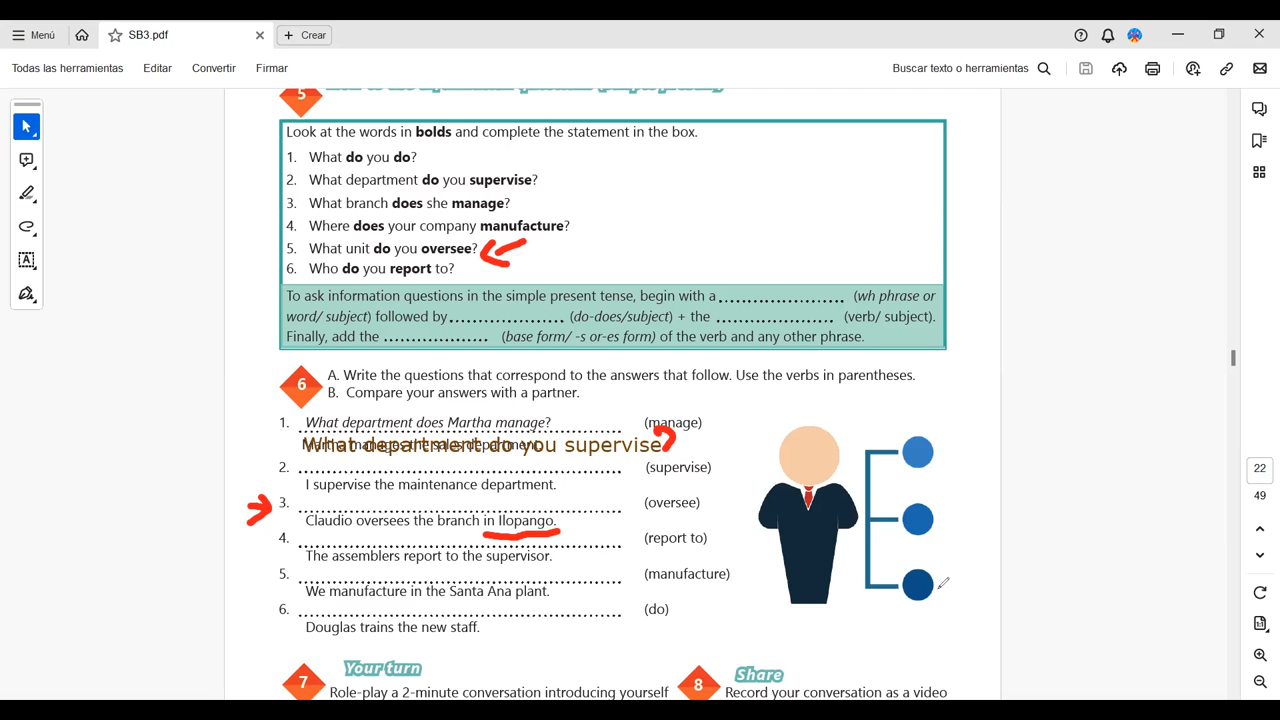 Menú
SB3.pdf
Crear
Todas las herramientas
Editar
Convertir
Firmar
Buscar texto o herramientas
5
Look at the words in bolds and complete the statement in the box.
1. What do you do?
2. What department do you supervise?
3. What branch does she manage?
4. Where does your company manufacture?
5. What unit do you oversee?
6. Who do you report to?
To ask information questions in the simple present tense, begin with a ........................ (wh phrase or
word/ subject) followed by...................... (do-does/subject) + the ...................... (verb/ subject).
Finally, add the ................... (base form/ -s or-es form) of the verb and any other phrase.
6
A. Write the questions that correspond to the answers that follow. Use the verbs in parentheses.
B. Compare your answers with a partner.
1. What department does Martha manage? (manage)
Martha manages the sales department.
What department do you supervise?
2. (supervise)
I supervise the maintenance department.
3. (oversee)
Claudio oversees the branch in Ilopango.
4. (report to)
The assemblers report to the supervisor.
5. (manufacture)
We manufacture in the Santa Ana plant.
6. (do)
Douglas trains the new staff.
7 Your turn
Role-play a 2-minute conversation introducing yourself
8 Share
Record your conversation as a video
22
49